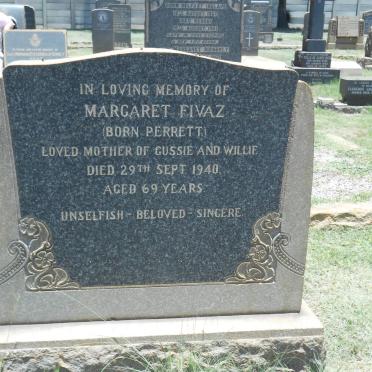 IN LOVING MEMORY OF
MARGARET FIVAZ
(BORN PERRETT)
LOVED MOTHER OF GUSSIE AND WILLIE
DIED 29TH SEPT 1940
AGED 69 YEARS
UNSELFISH - BELOVED - SINCERE